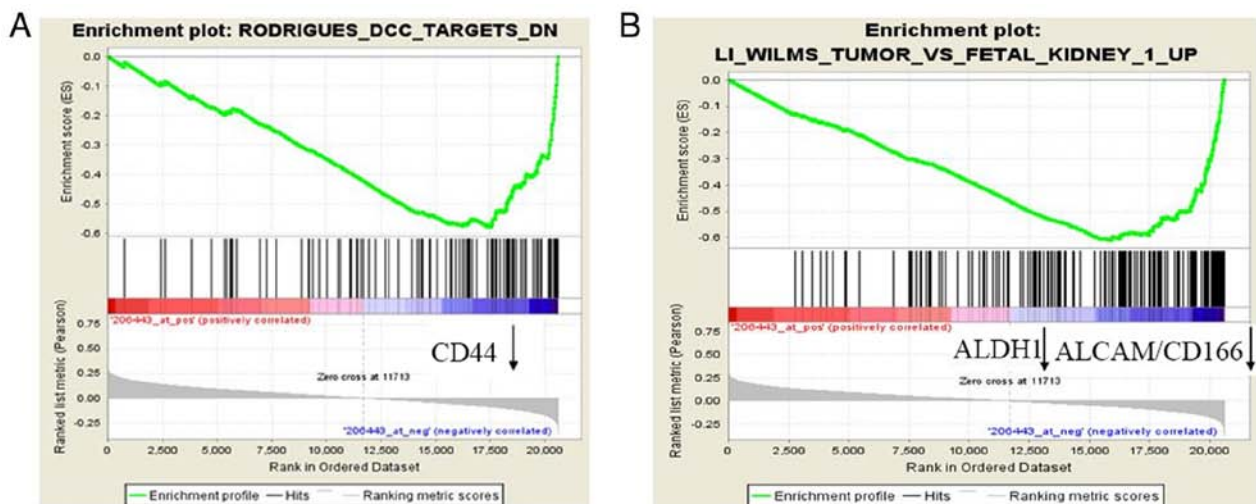 A
Enrichment plot: RODRIGUES_DCC_TARGETS_DN
Enrichment score (ES)
0.0
-0.1
-0.2
-0.3
-0.4
-0.5
-0.6
'206443_at_pos' (positively correlated)
CD44
Ranked list metric (Pearson)
0.75
0.50
0.25
0.00
-0.25
Zero cross at 11713
'206443_at_neg' (negatively correlated)
0 2,500 5,000 7,500 10,000 12,500 15,000 17,500 20,000
Rank in Ordered Dataset
Enrichment profile Hits Ranking metric scores
B
Enrichment plot:
LI_WILMS_TUMOR_VS_FETAL_KIDNEY_1_UP
Enrichment score (ES)
0.0
-0.1
-0.2
-0.3
-0.4
-0.5
-0.6
'206443_at_pos' (positively correlated)
ALDH1 ALCAM/CD166
Ranked list metric (Pearson)
0.75
0.50
0.25
0.00
-0.25
Zero cross at 11713
'206443_at_neg' (negatively correlated)
0 2,500 5,000 7,500 10,000 12,500 15,000 17,500 20,000
Rank in Ordered Dataset
Enrichment profile Hits Ranking metric scores